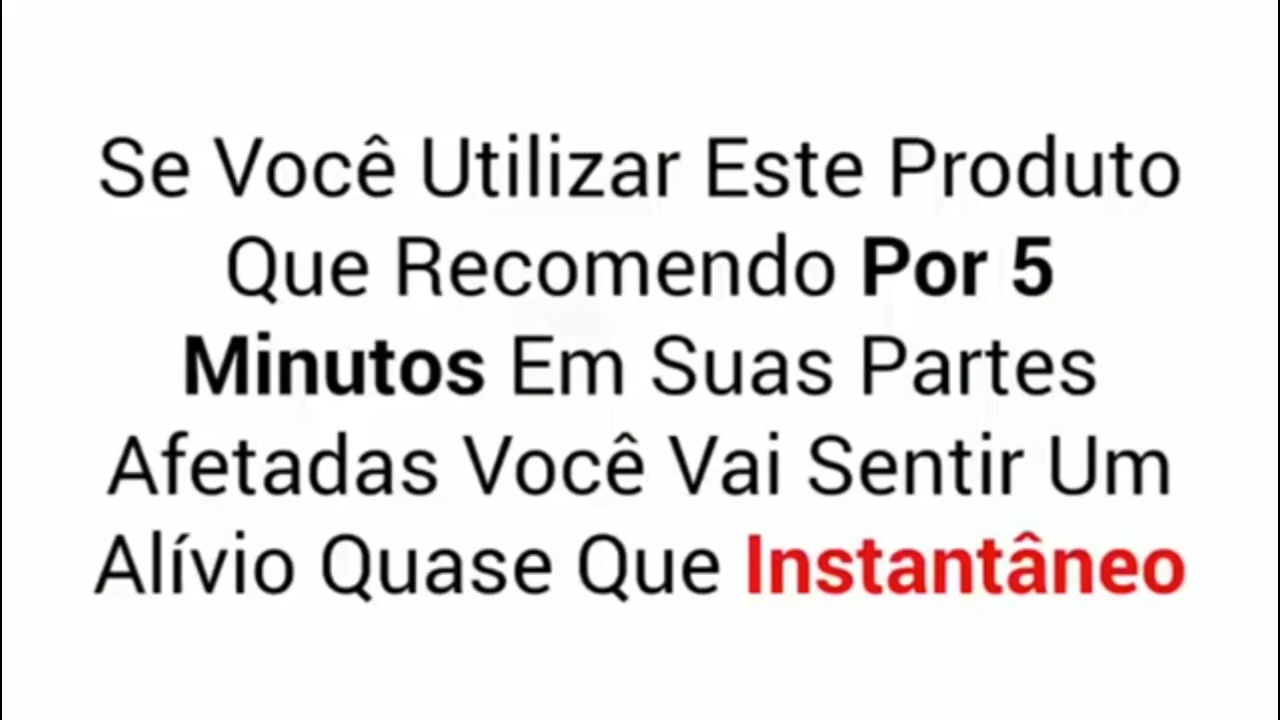 Se Você Utilizar Este Produto
Que Recomendo Por 5
Minutos Em Suas Partes
Afetadas Você Vai Sentir Um
Alívio Quase Que Instantâneo